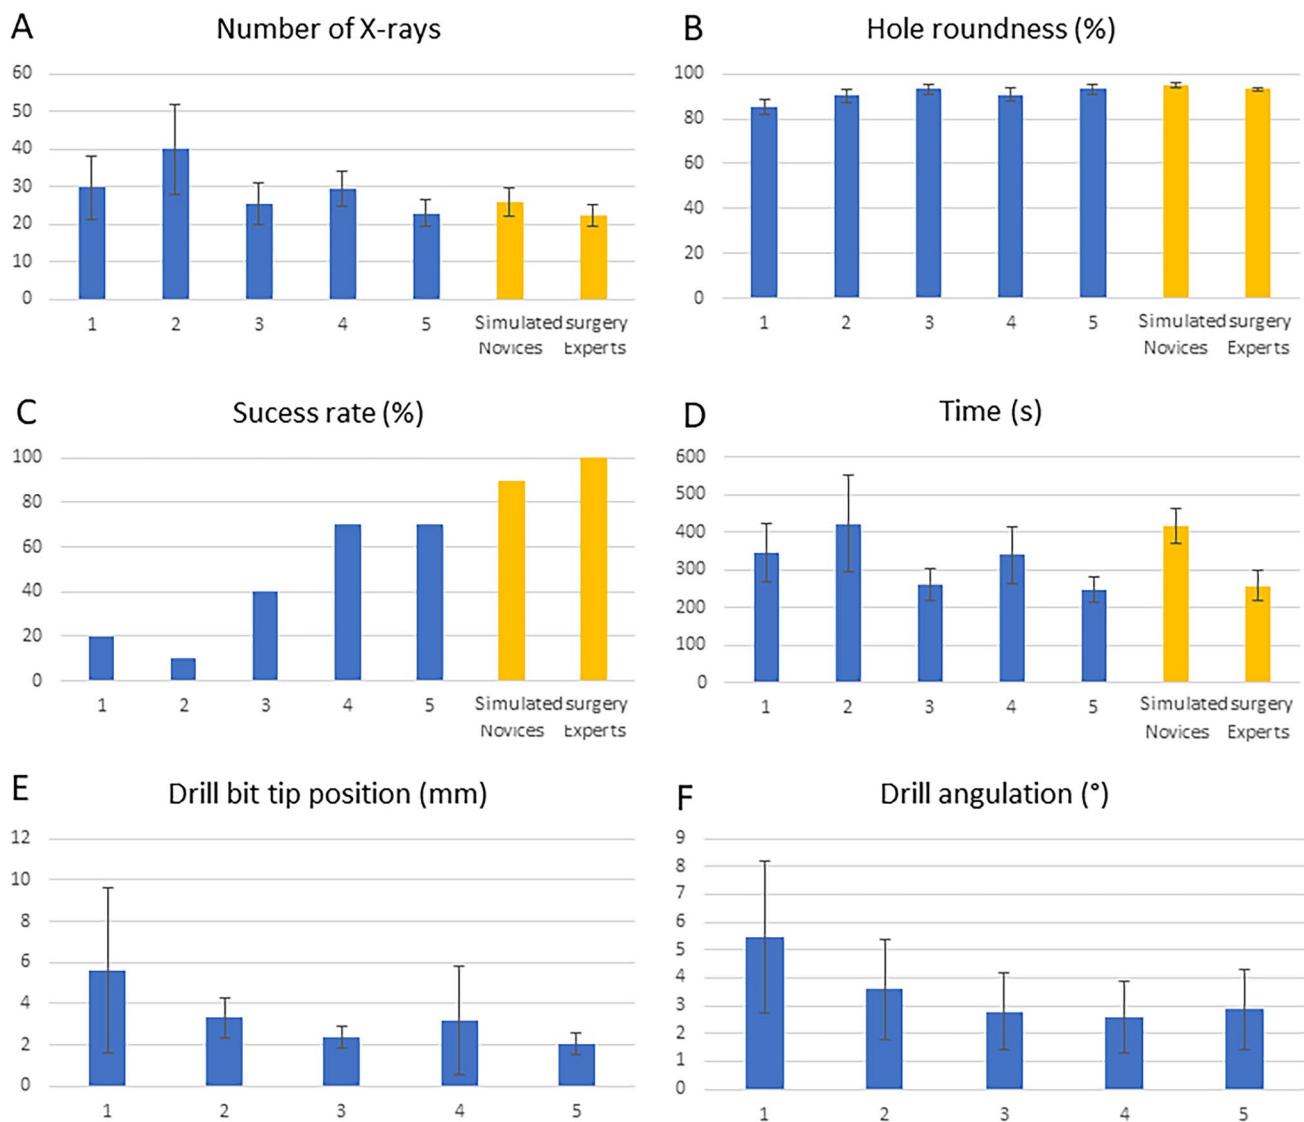 A
Number of X-rays
60
50
40
30
20
10
0
1 2 3 4 5 Simulated surgery
Novices Experts
B
Hole roundness (%)
100
80
60
40
20
0
1 2 3 4 5 Simulated surgery
Novices Experts
C
Sucess rate (%)
100
80
60
40
20
0
1 2 3 4 5 Simulated surgery
Novices Experts
D
Time (s)
600
500
400
300
200
100
0
1 2 3 4 5 Simulated surgery
Novices Experts
E
Drill bit tip position (mm)
12
10
8
6
4
2
0
1 2 3 4 5
F
Drill angulation (°)
9
8
7
6
5
4
3
2
1
0
1 2 3 4 5